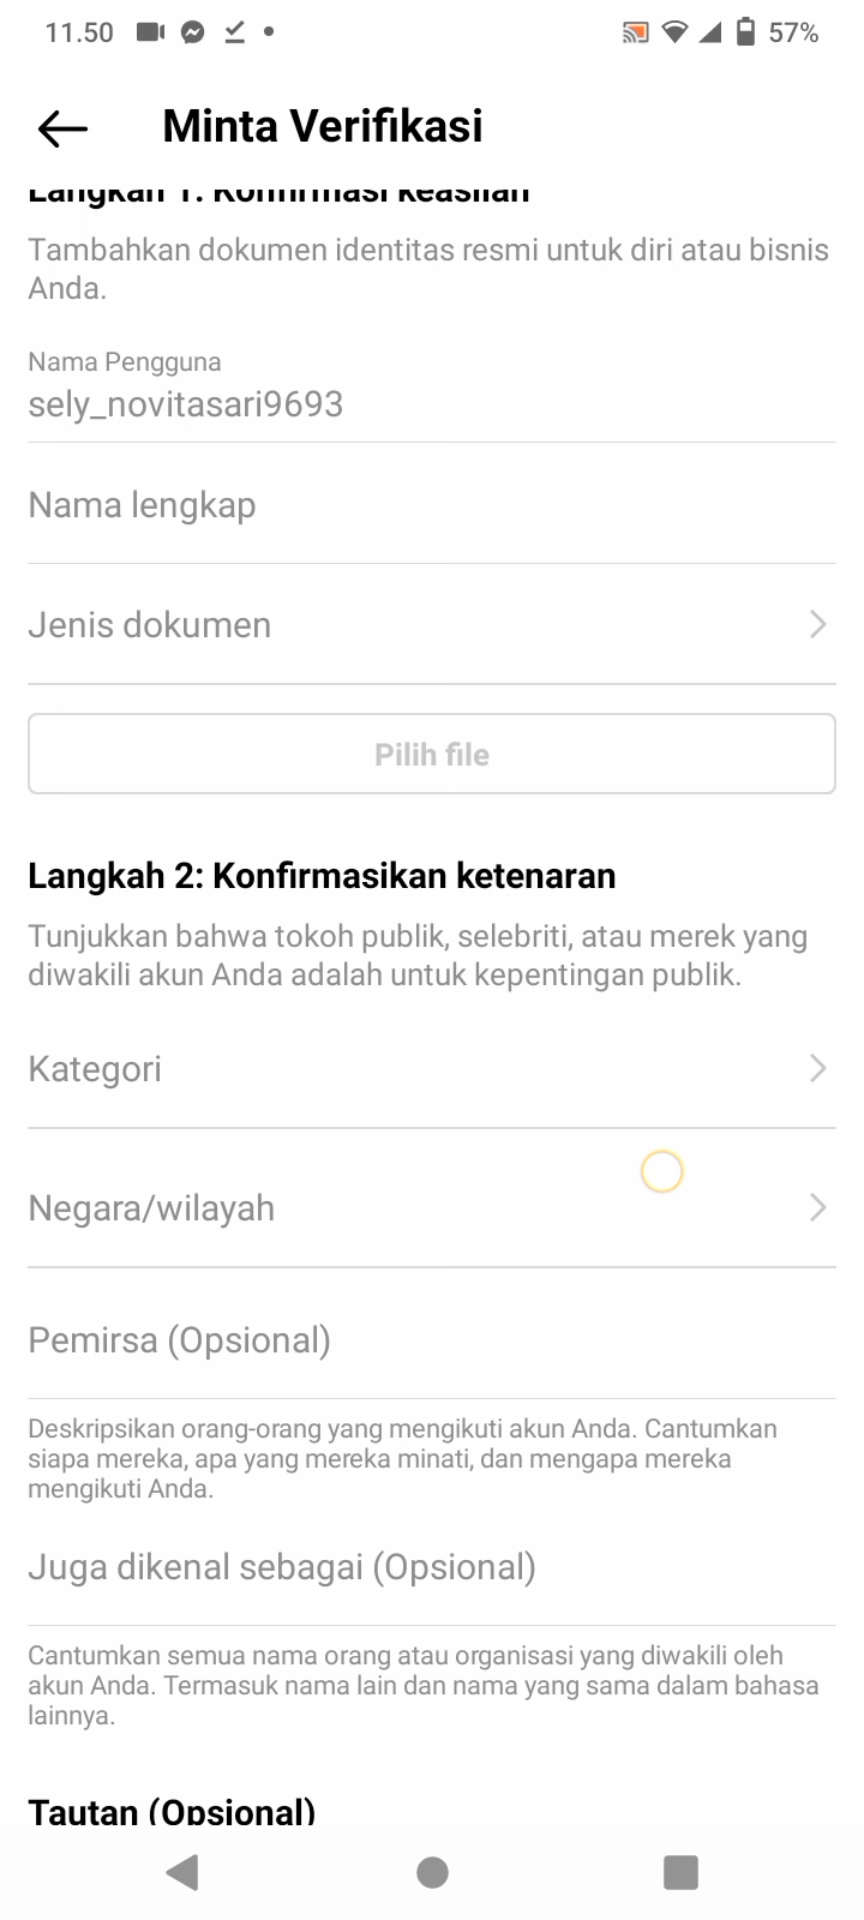 11.50
57%
Minta Verifikasi
Langkah 1: Konfirmasi keaslian
Tambahkan dokumen identitas resmi untuk diri atau bisnis
Anda.
Nama Pengguna
sely_novitasari9693
Nama lengkap
Jenis dokumen
Pilih file
Langkah 2: Konfirmasikan ketenaran
Tunjukkan bahwa tokoh publik, selebriti, atau merek yang
diwakili akun Anda adalah untuk kepentingan publik.
Kategori
Negara/wilayah
Pemirsa (Opsional)
Deskripsikan orang-orang yang mengikuti akun Anda. Cantumkan
siapa mereka, apa yang mereka minati, dan mengapa mereka
mengikuti Anda.
Juga dikenal sebagai (Opsional)
Cantumkan semua nama orang atau organisasi yang diwakili oleh
akun Anda. Termasuk nama lain dan nama yang sama dalam bahasa
lainnya.
Tautan (Opsional)